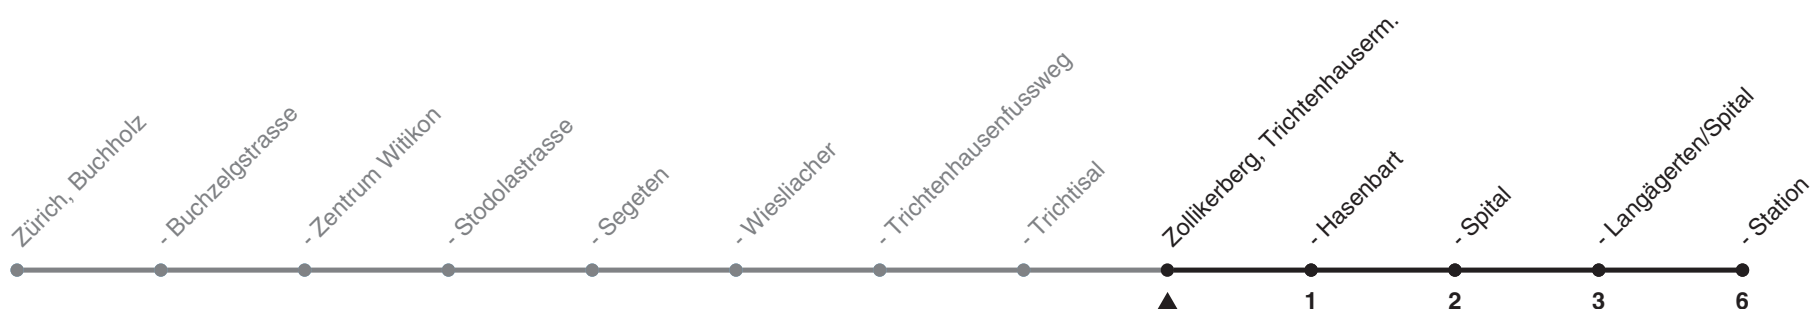 Zürich, Buchholz
- Buchzelgstrasse
- Zentrum Witikon
- Stodolastrasse
- Segeten
- Wiesliacher
- Trichtenhausenfussweg
- Trichtisal
Zollikerberg, Trichtenhauserm.
- Hasenbart
- Spital
- Langägerten/Spital
- Station
1
2
3
6